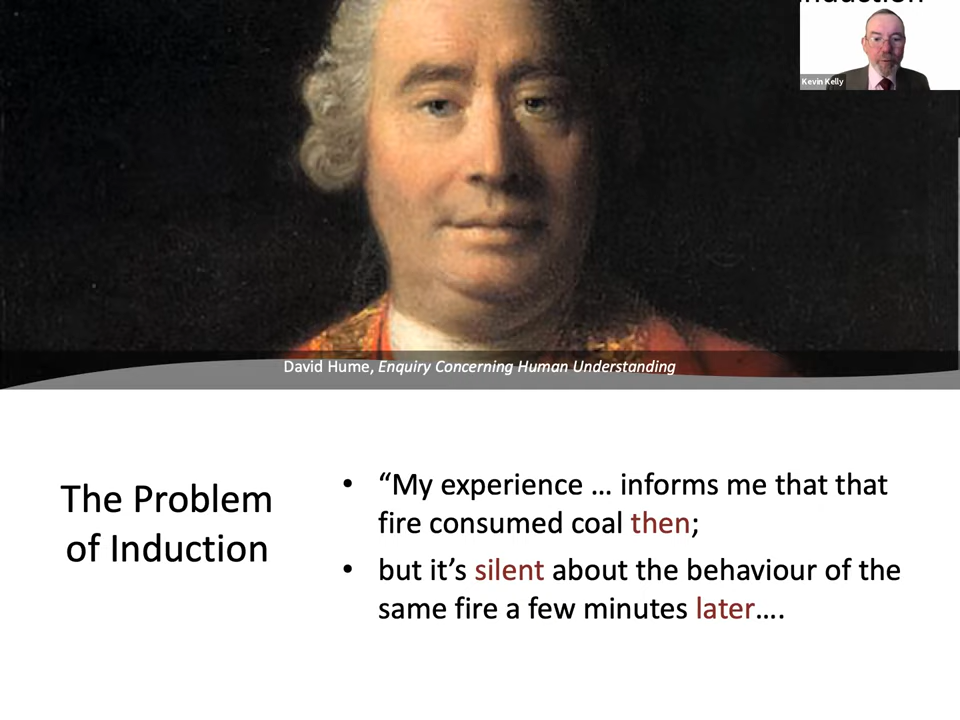 Induction
Kevin Kelly
David Hume, Enquiry Concerning Human Understanding
The Problem
of Induction
• “My experience … informs me that that
fire consumed coal then;
• but it’s silent about the behaviour of the
same fire a few minutes later….